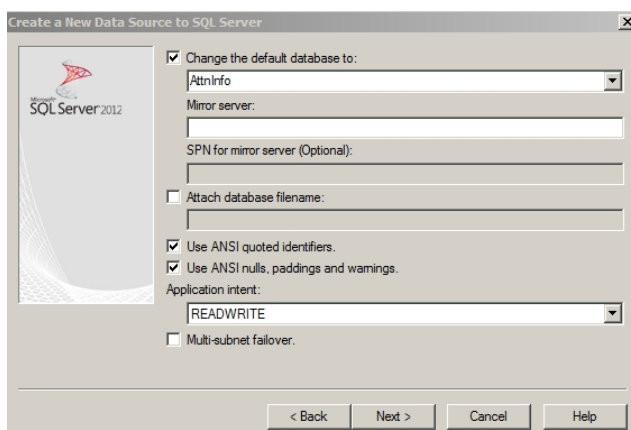 Create a New Data Source to SQL Server
Microsoft
SQL Server 2012
Change the default database to:
AttnInfo
Mirror server:
SPN for mirror server (Optional):
Attach database filename:
Use ANSI quoted identifiers.
Use ANSI nulls, paddings and warnings.
Application intent:
READWRITE
Multi-subnet failover.
< Back
Next >
Cancel
Help